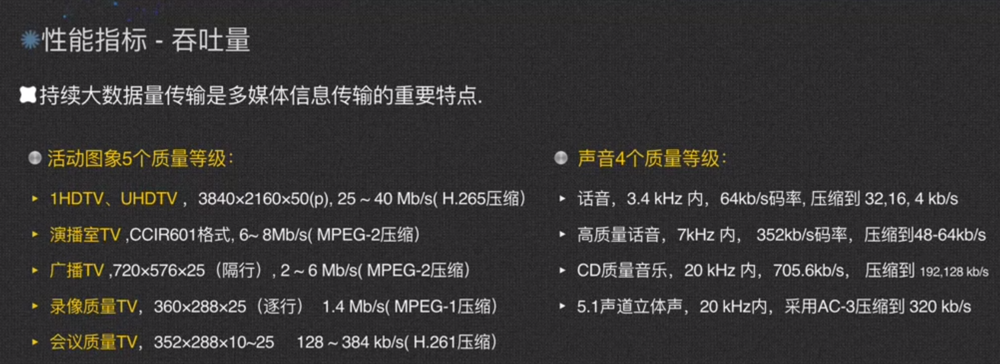 性能指标 - 吞吐量
持续大数据量传输是多媒体信息传输的重要特点.
活动图象5个质量等级：
1HDTV、UHDTV ，3840×2160×50(p), 25 ~ 40 Mb/s( H.265压缩）
演播室TV ,CCIR601格式, 6~ 8Mb/s( MPEG-2压缩）
广播TV ,720×576×25（隔行）, 2 ~ 6 Mb/s( MPEG-2压缩）
录像质量TV，360×288×25（逐行） 1.4 Mb/s( MPEG-1压缩）
会议质量TV，352×288×10~25 128 ~ 384 kb/s( H.261压缩）
声音4个质量等级：
话音，3.4 kHz 内，64kb/s码率, 压缩到 32,16, 4 kb/s
高质量话音，7kHz 内， 352kb/s码率，压缩到48-64kb/s
CD质量音乐，20 kHz 内，705.6kb/s， 压缩到 192,128 kb/s
5.1声道立体声，20 kHz内，采用AC-3压缩到 320 kb/s